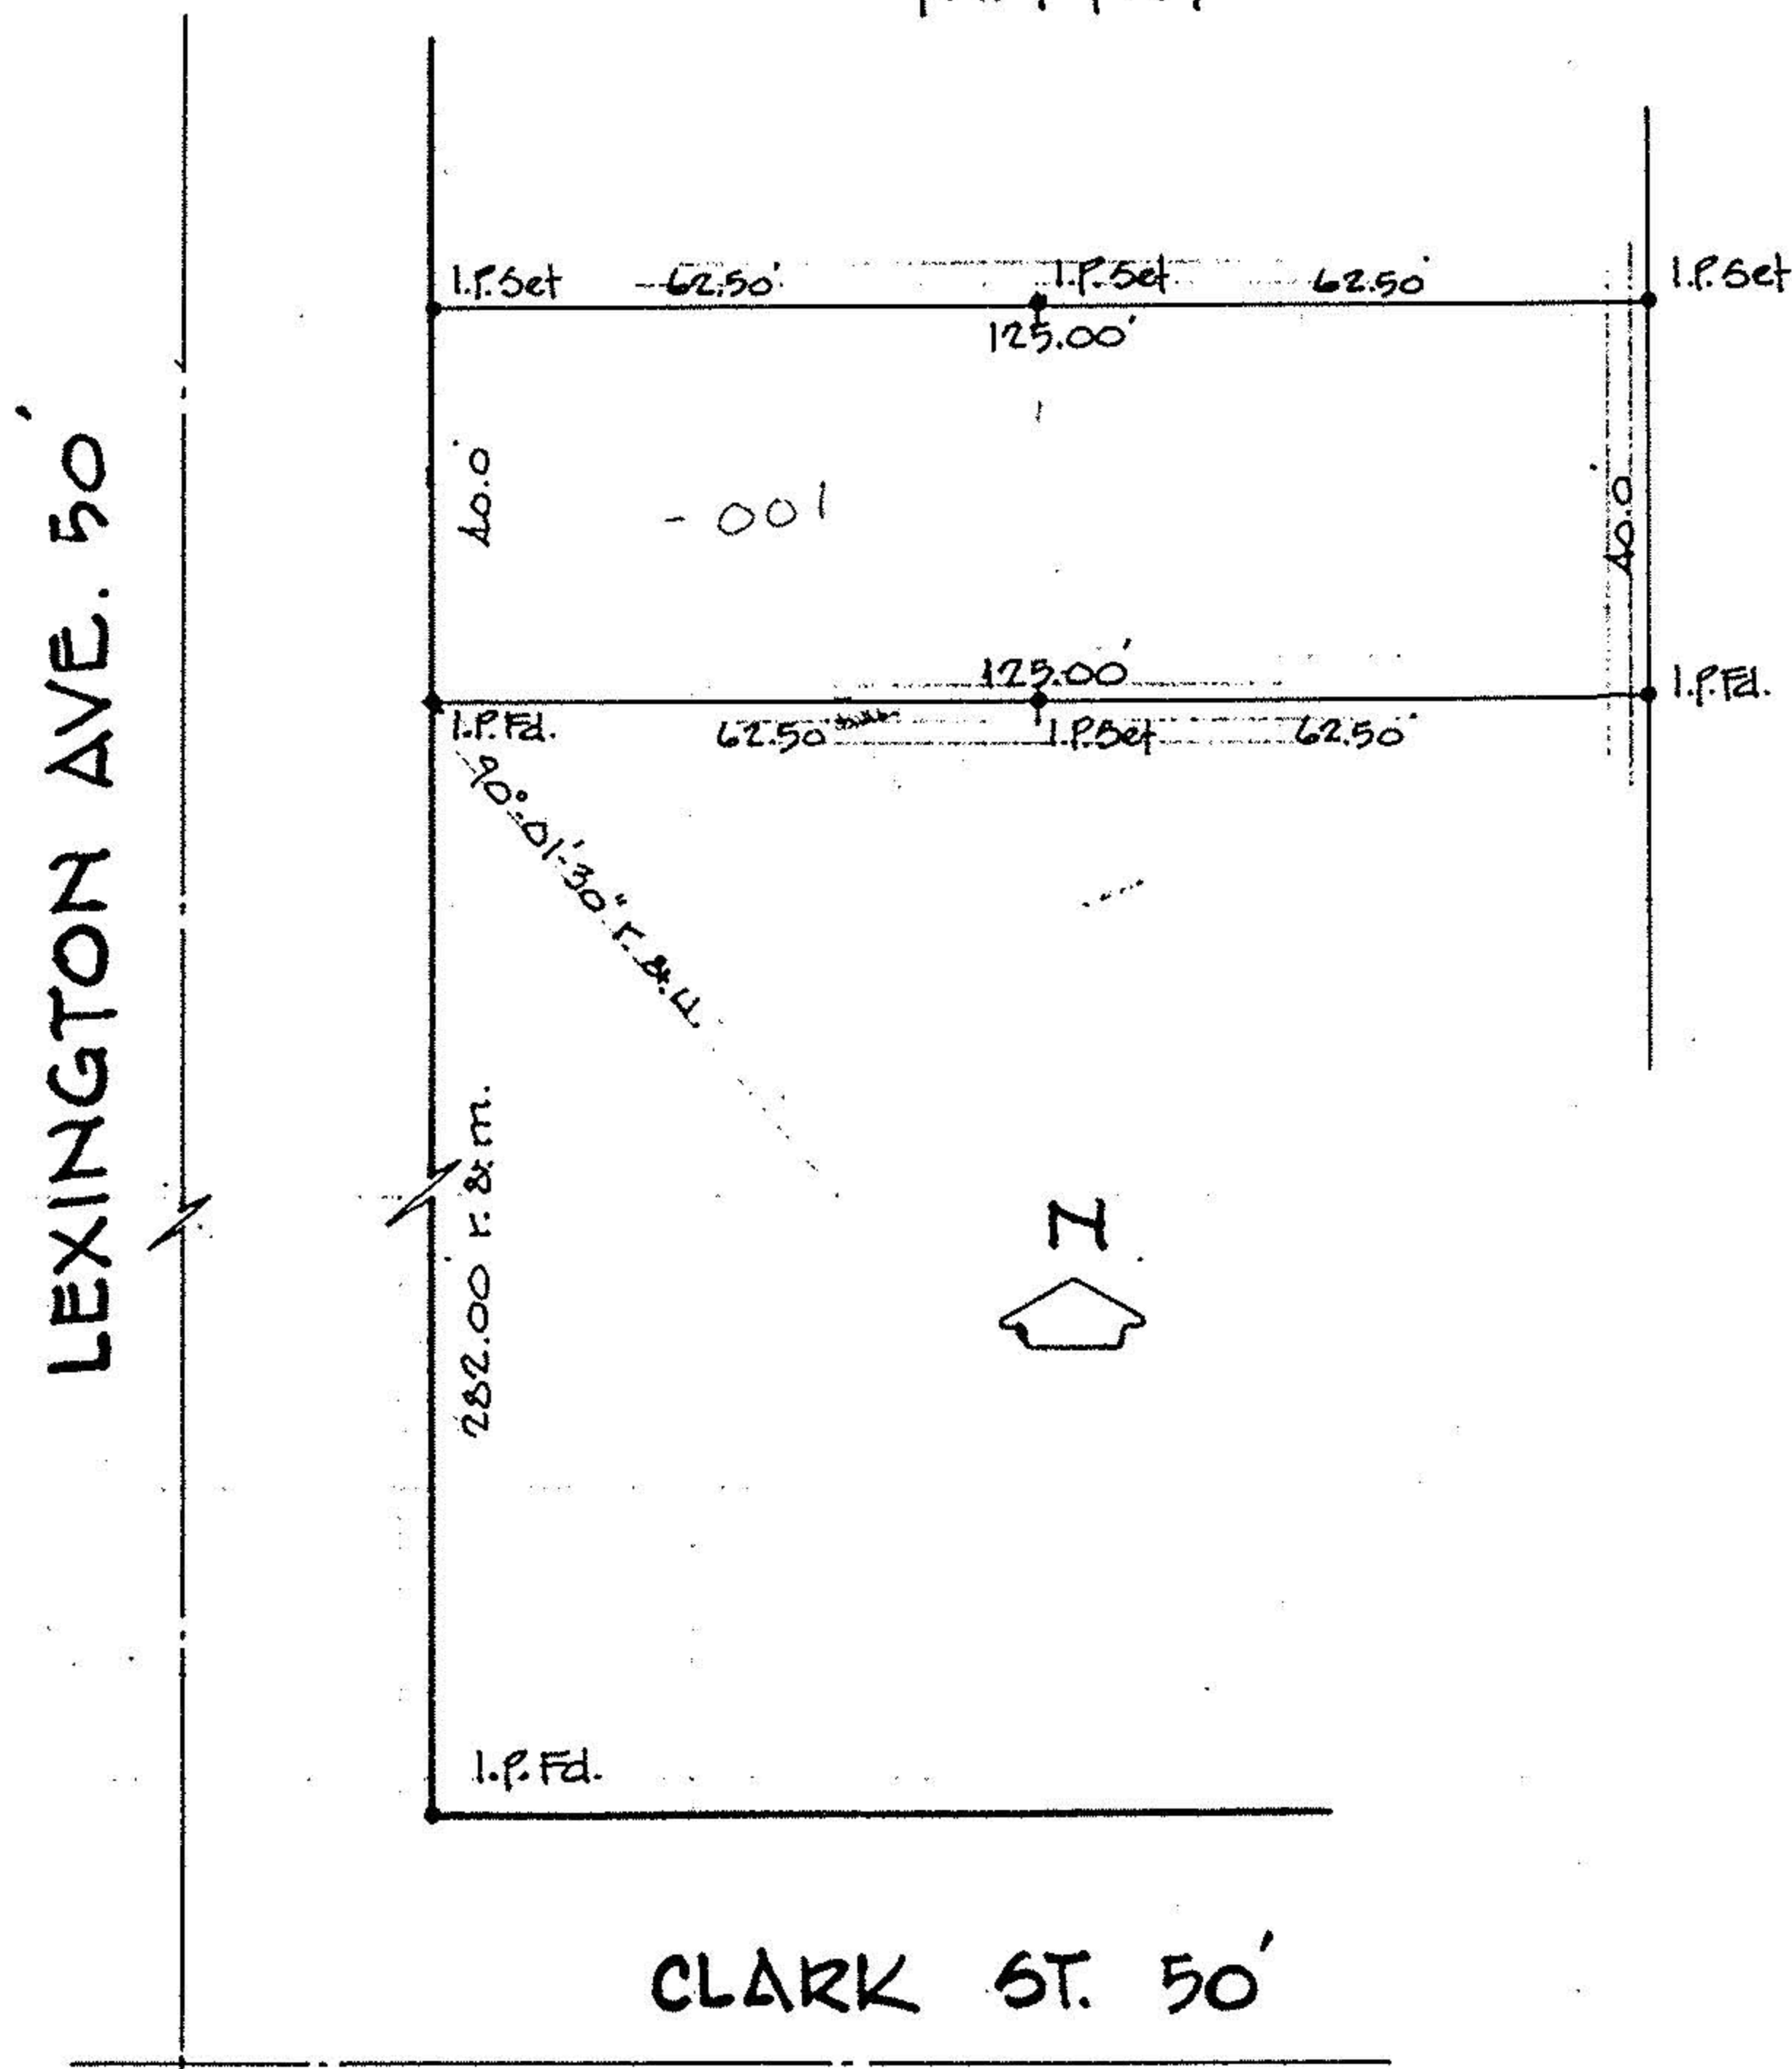 I.P. Set
62.50'
I.P. Set
62.50'
I.P. Set
125.00'
40.0'
- 001
40.0'
LEXINGTON AVE. 50'
125.00'
I.P. Fd.
62.50'
I.P. Set
62.50'
I.P. Fd.
90°-01'-30" r. & u.
282.00 r. & m.
N
I.P. Fd.
CLARK ST. 50'